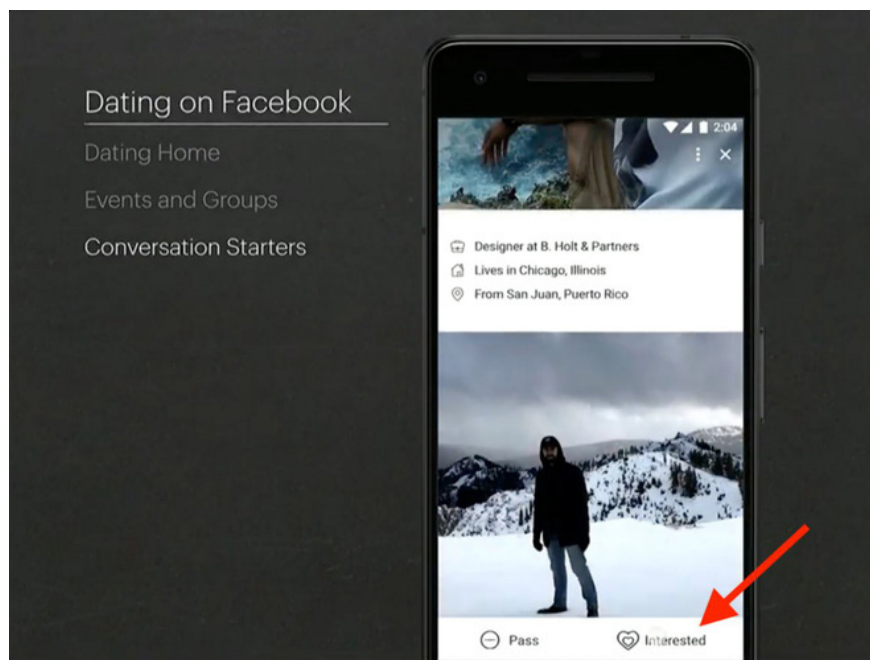 Dating on Facebook
Dating Home
Events and Groups
Conversation Starters
2:04
Designer at B. Holt & Partners
Lives in Chicago, Illinois
From San Juan, Puerto Rico
Pass
Interested